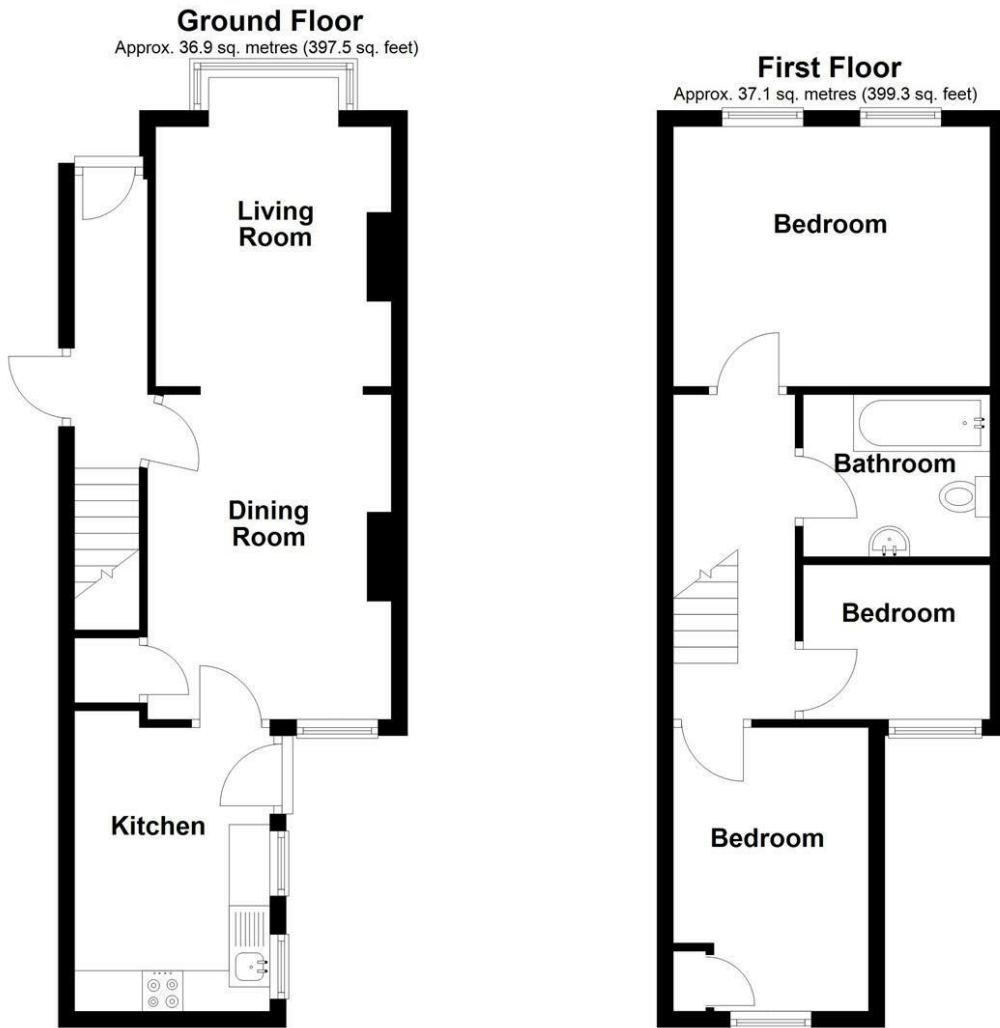 Ground Floor
Approx. 36.9 sq. metres (397.5 sq. feet)
Living
Room
Dining
Room
Kitchen
First Floor
Approx. 37.1 sq. metres (399.3 sq. feet)
Bedroom
Bathroom
Bedroom
Bedroom